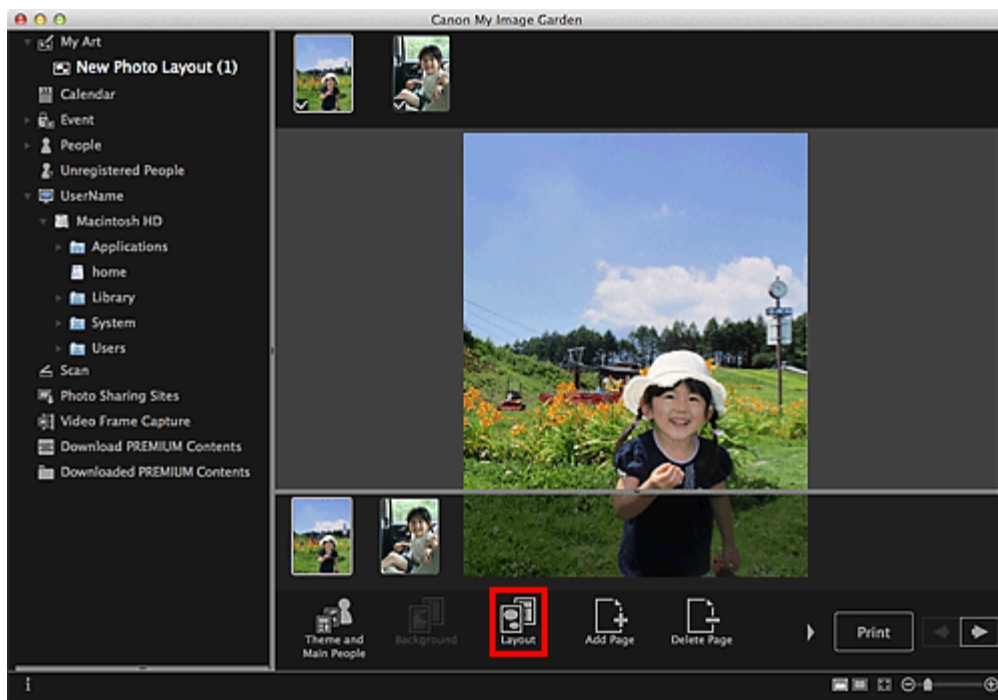 Canon My Image Garden
My Art
New Photo Layout (1)
Calendar
Event
People
Unregistered People
UserName
Macintosh HD
Applications
home
Library
System
Users
Scan
Photo Sharing Sites
Video Frame Capture
Download PREMIUM Contents
Downloaded PREMIUM Contents
Theme and
Main People
Background
Layout
Add Page
Delete Page
Print